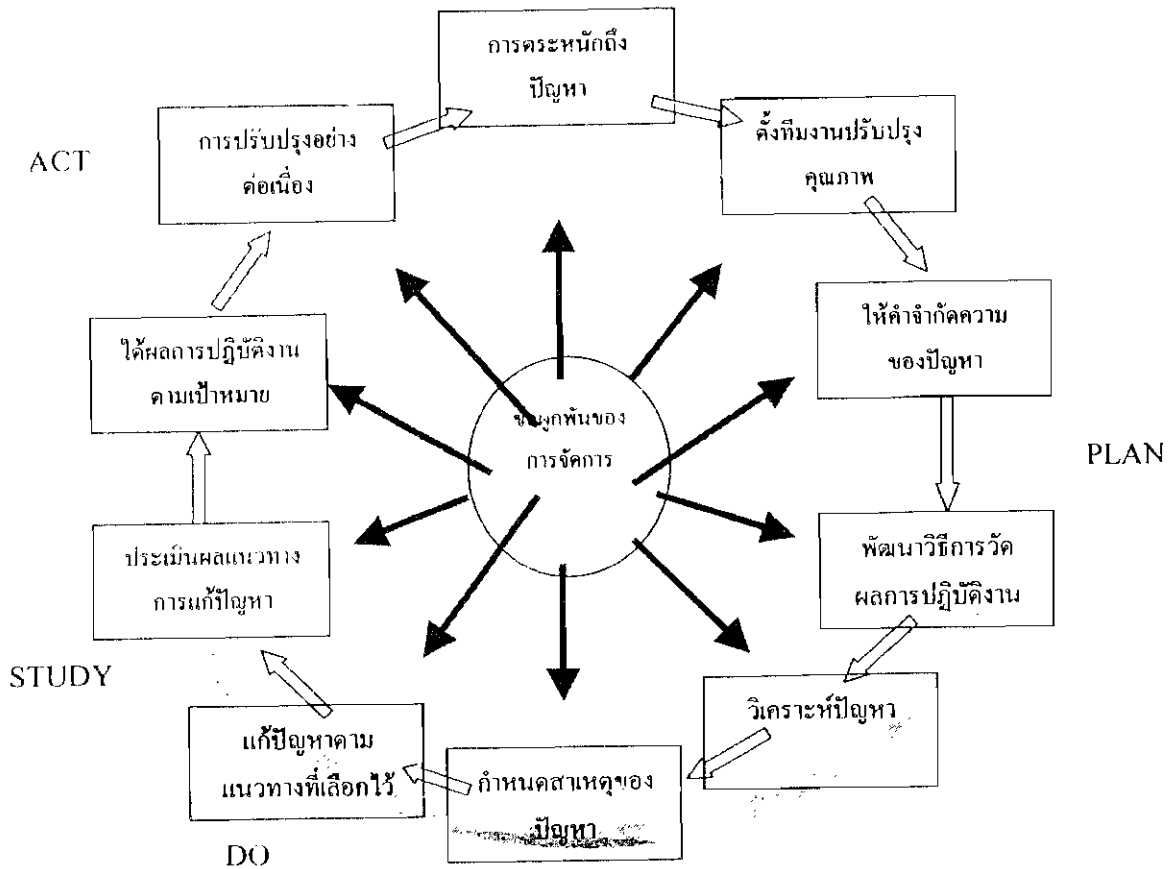 การตระหนักถึง
ปัญหา
ตั้งทีมงานปรับปรุง
คุณภาพ
ให้คำจำกัดความ
ของปัญหา
PLAN
พัฒนาวิธีการวัด
ผลการปฏิบัติงาน
วิเคราะห์ปัญหา
กำหนดสาเหตุของ
ปัญหา
DO
แก้ปัญหาตาม
แนวทางที่เลือกไว้
STUDY
ประเมินผลแนวทาง
การแก้ปัญหา
ได้ผลการปฏิบัติงาน
ตามเป้าหมาย
ACT
การปรับปรุงอย่าง
ต่อเนื่อง
ข้อผูกพันของ
การจัดการ